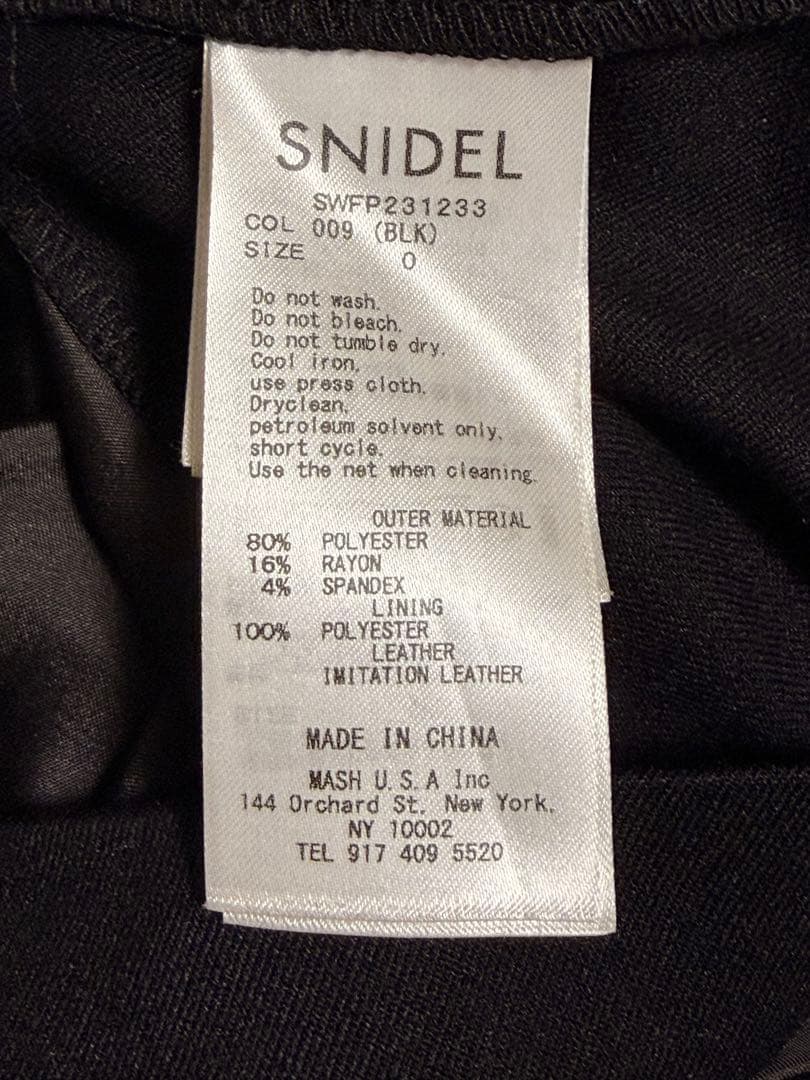 SNIDEL
SWFP231233
COL 009 (BLK)
SIZE 0
Do not wash.
Do not bleach.
Do not tumble dry.
Cool iron.
use press cloth.
Dryclean.
petroleum solvent only.
short cycle.
Use the net when cleaning.
OUTER MATERIAL
80% POLYESTER
16% RAYON
4% SPANDEX
LINING
100% POLYESTER
LEATHER
IMITATION LEATHER
MADE IN CHINA
MASH U.S.A Inc
144 Orchard St. New York.
NY 10002
TEL 917 409 5520